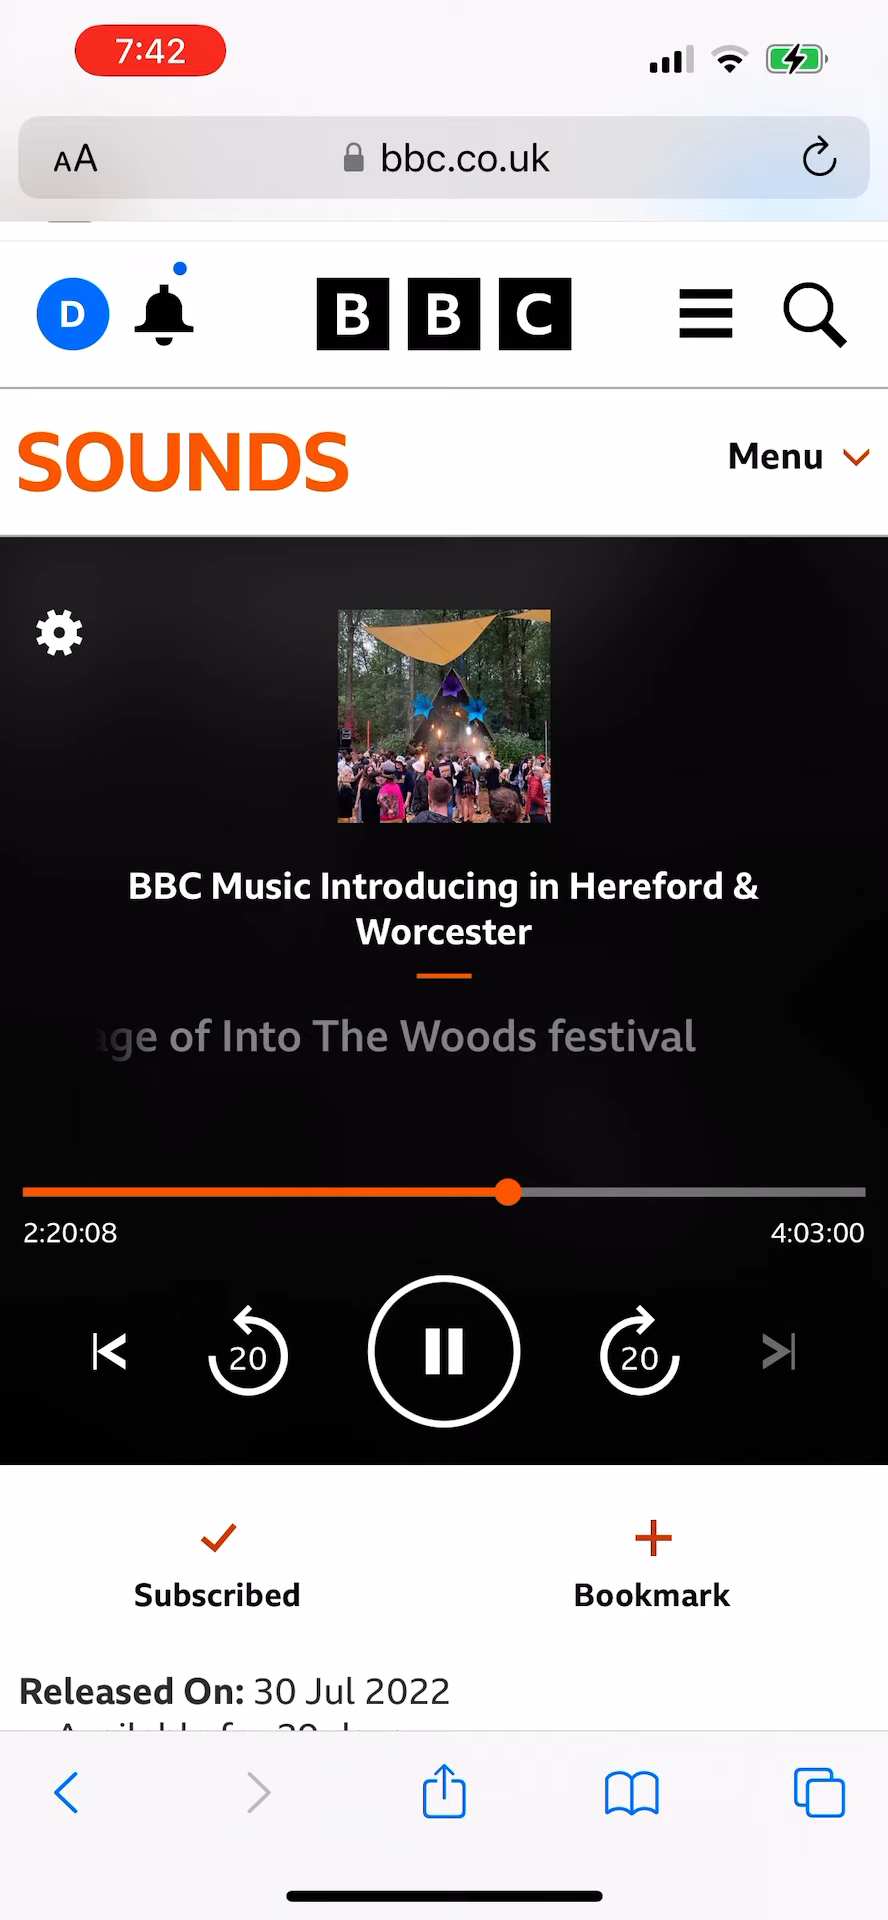 7:42
AA bbc.co.uk
D BBC
SOUNDS Menu
BBC Music Introducing in Hereford &
Worcester
of Into The Woods festival
2:20:08 4:03:00
20 20
Subscribed Bookmark
Released On: 30 Jul 2022